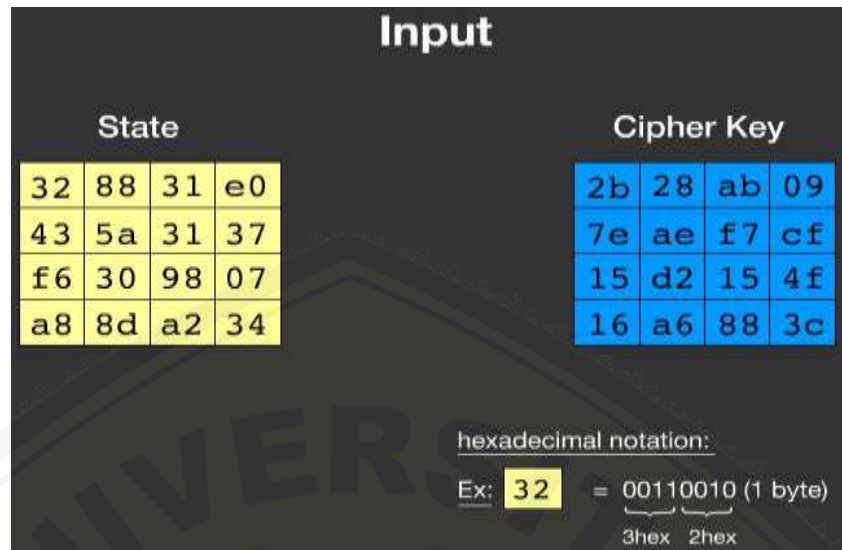 Input
State
Cipher Key
32 88 31 e0
43 5a 31 37
f6 30 98 07
a8 8d a2 34
2b 28 ab 09
7e ae f7 cf
15 d2 15 4f
16 a6 88 3c
hexadecimal notation:
Ex: 32 = 00110010 (1 byte)
3hex 2hex